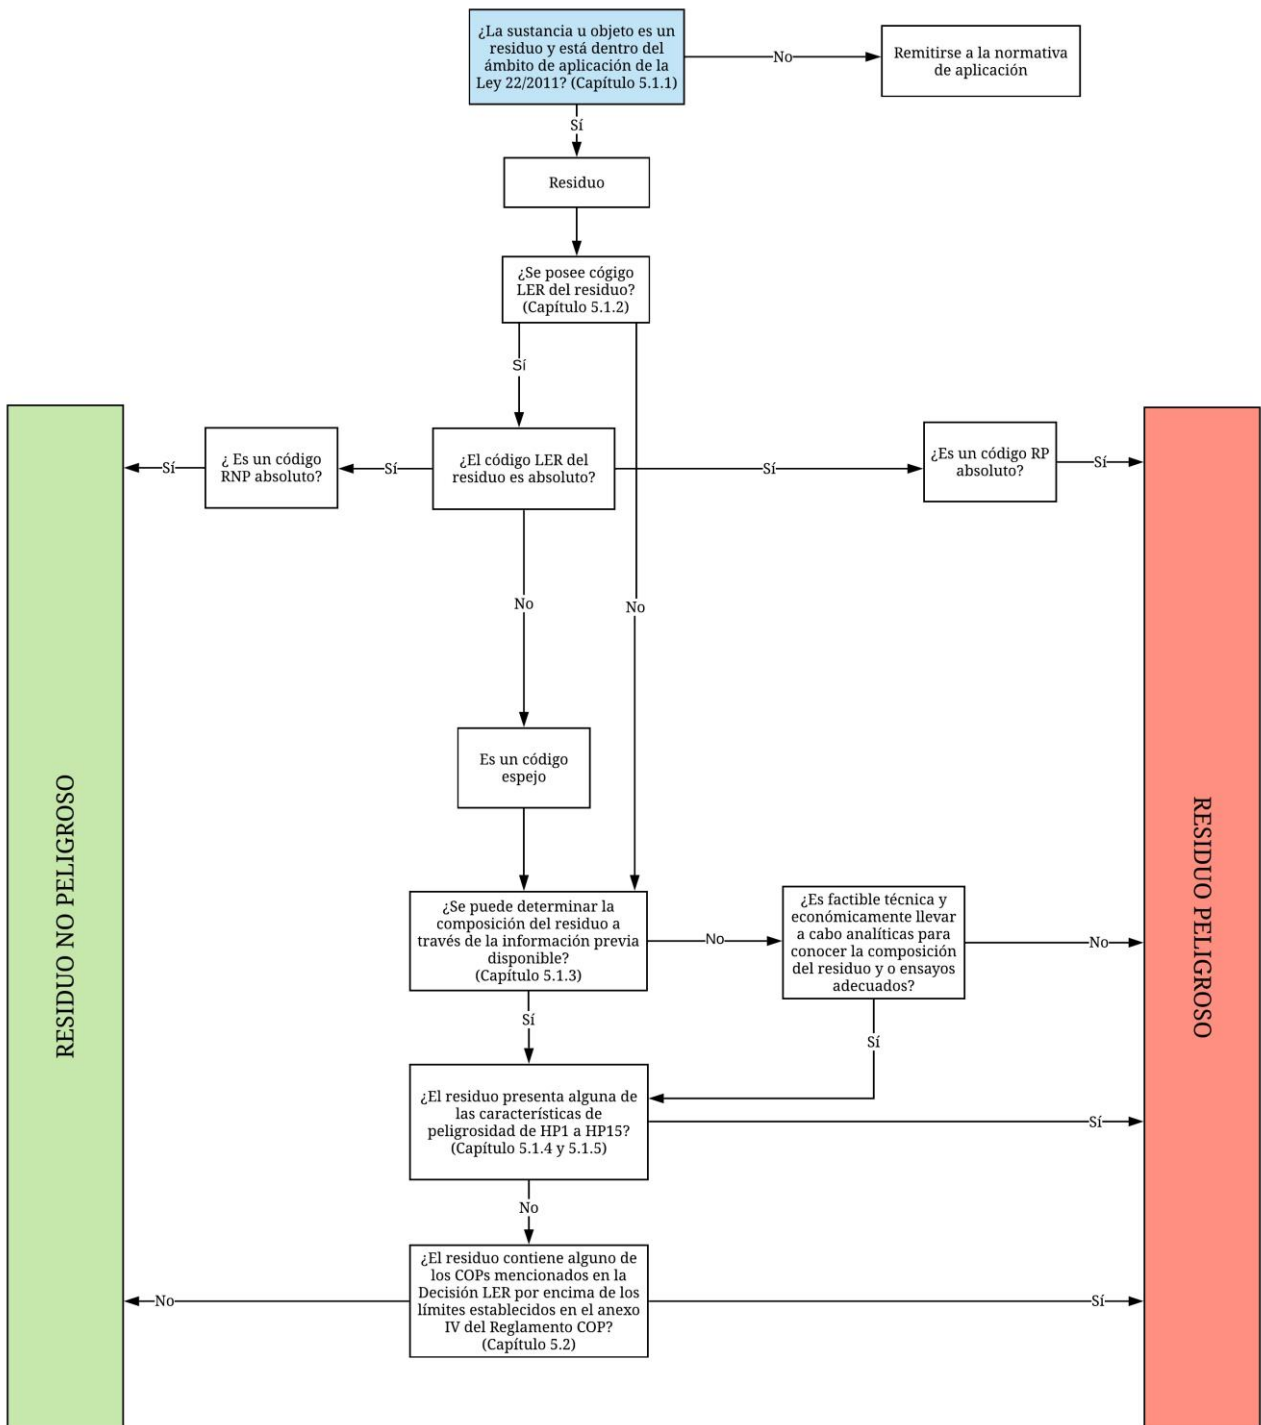 ¿La sustancia u objeto es un
residuo y está dentro del
ámbito de aplicación de la
Ley 22/2011? (Capítulo 5.1.1)
No
Remitirse a la normativa
de aplicación
Sí
Residuo
¿Se posee cógigo
LER del residuo?
(Capítulo 5.1.2)
Sí
¿ Es un código
RNP absoluto?
Sí
Sí
¿El código LER del
residuo es absoluto?
Sí
¿Es un código RP
absoluto?
Sí
No
No
Es un código
espejo
RESIDUO NO PELIGROSO
RESIDUO PELIGROSO
¿Se puede determinar la
composición del residuo a
través de la información previa
disponible?
(Capítulo 5.1.3)
No
¿Es factible técnica y
económicamente llevar
a cabo analíticas para
conocer la composición
del residuo y o ensayos
adecuados?
No
Sí
Sí
¿El residuo presenta alguna de
las características de
peligrosidad de HP1 a HP15?
(Capítulo 5.1.4 y 5.1.5)
Sí
No
¿El residuo contiene alguno de
los COPs mencionados en la
Decisión LER por encima de los
límites establecidos en el anexo
IV del Reglamento COP?
(Capítulo 5.2)
No
Sí